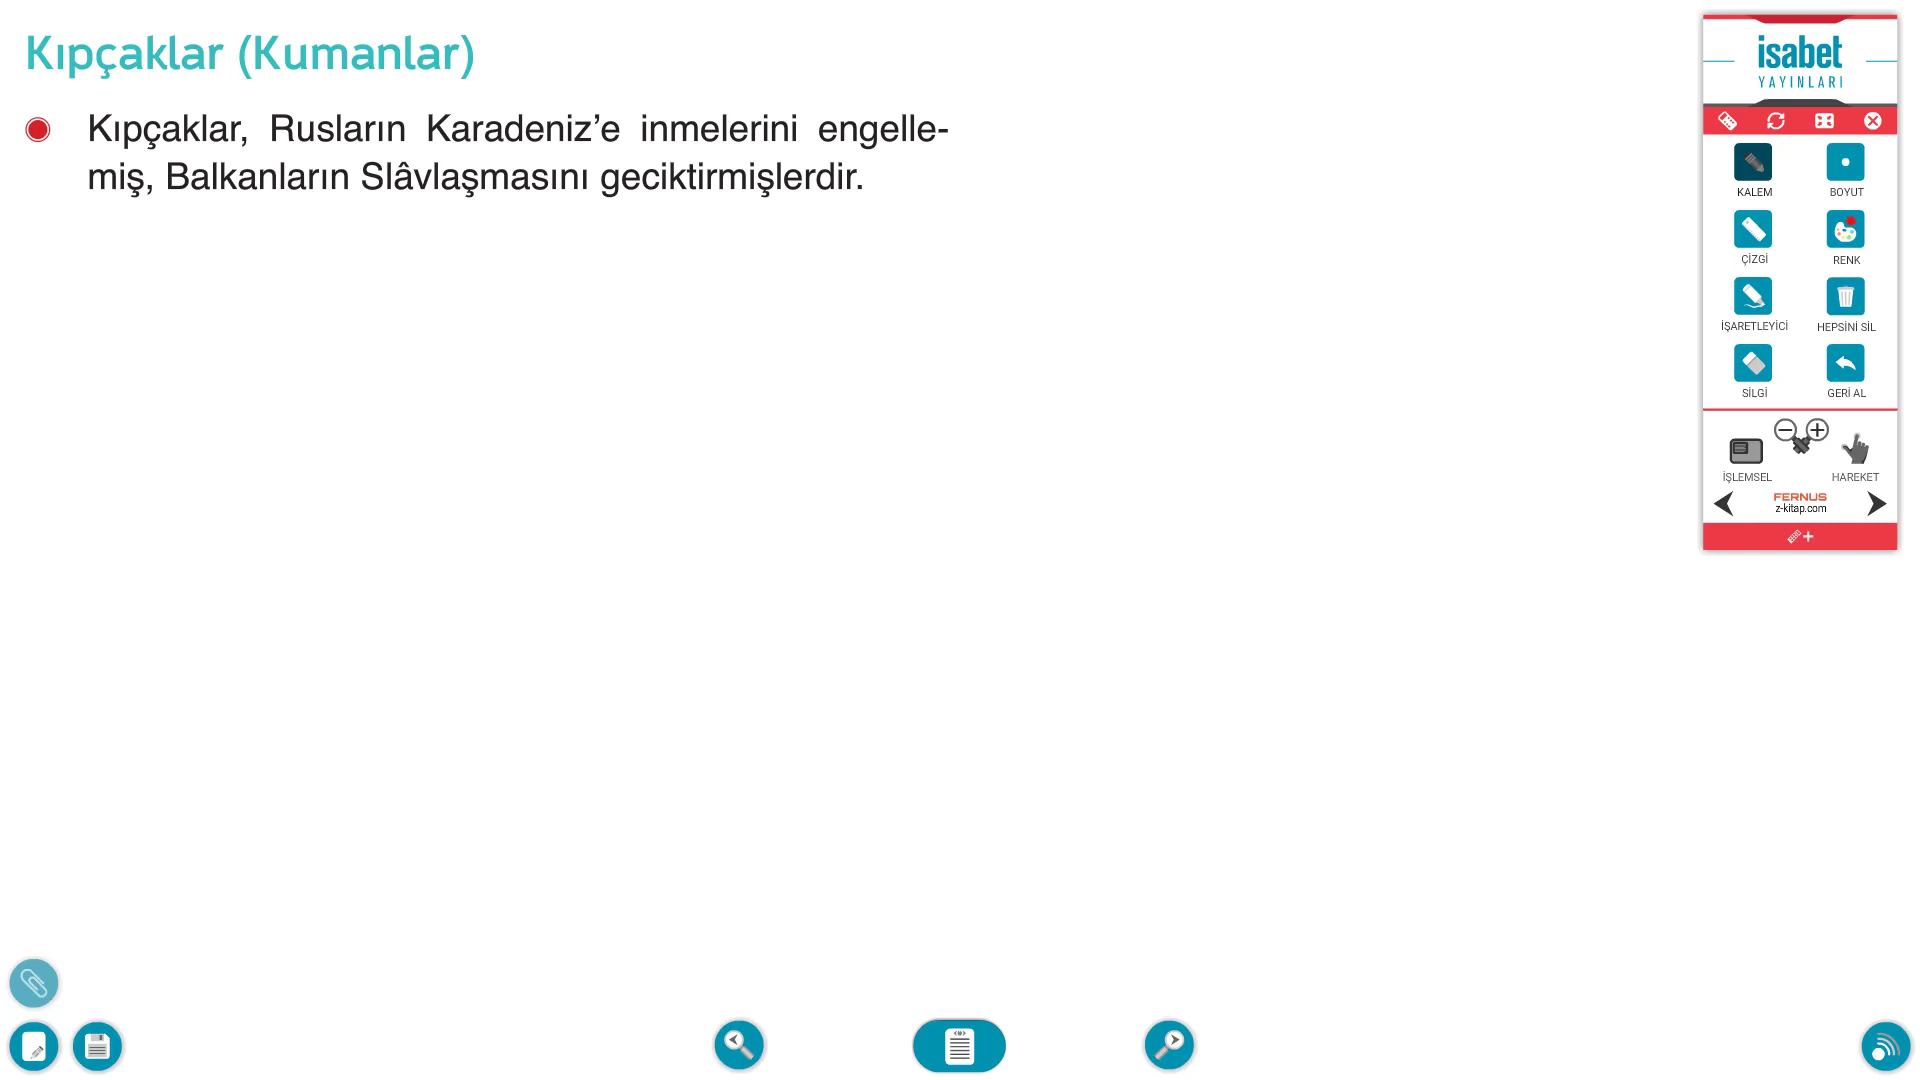 Kıpçaklar (Kumanlar)
Kıpçaklar, Rusların Karadeniz’e inmelerini engelle-
miş, Balkanların Slâvlaşmasını geciktirmişlerdir.
isabet
YAYINLARI
KALEM
BOYUT
ÇİZGİ
RENK
İŞARETLEYİCİ
HEPSİNİ SİL
SİLGİ
GERİ AL
İŞLEMSEL
HAREKET
FERNUS
z-kitap.com